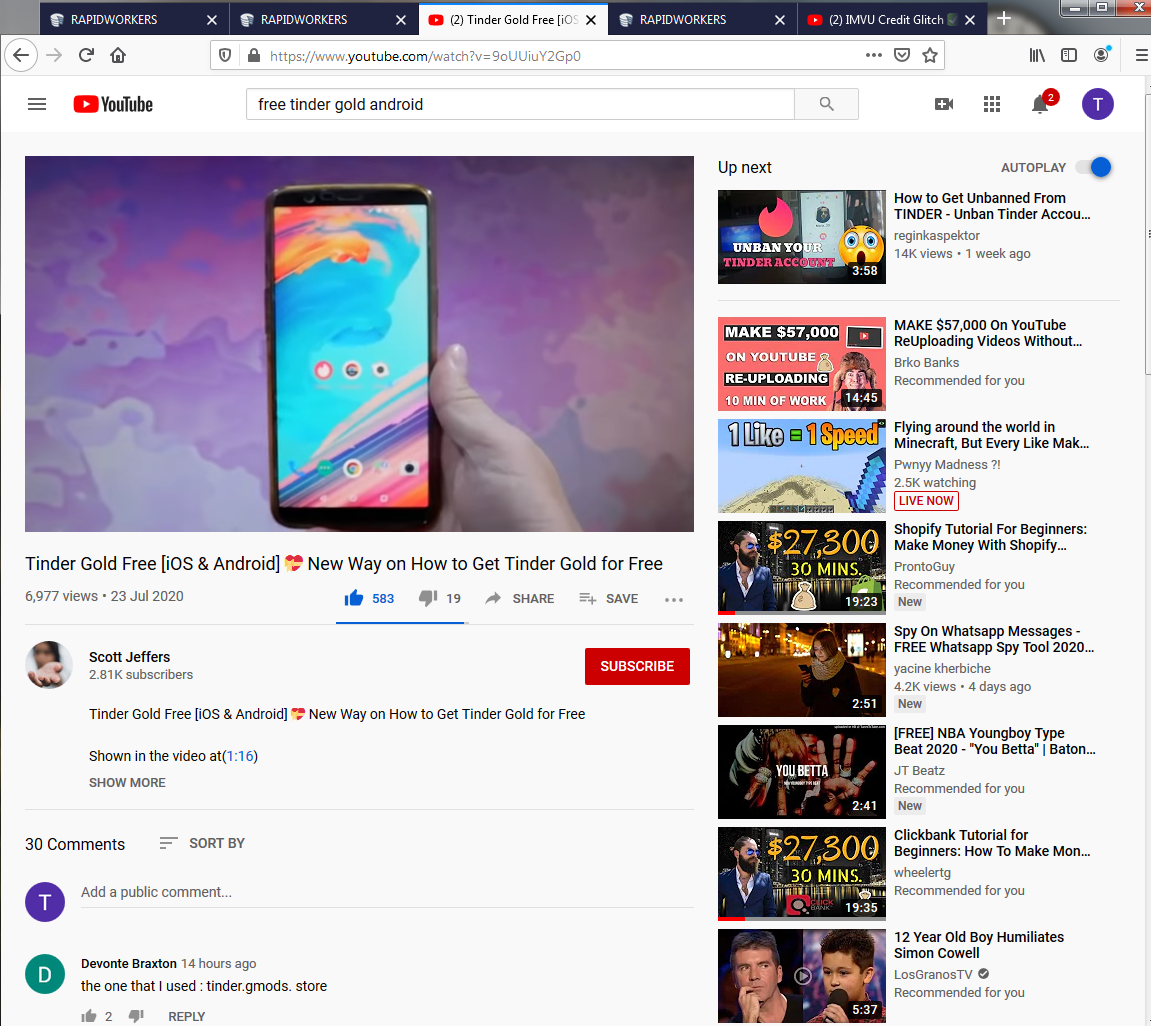 RAPIDWORKERS
RAPIDWORKERS
(2) Tinder Gold Free [iOS
RAPIDWORKERS
(2) IMVU Credit Glitch
https://www.youtube.com/watch?v=9oUUiuY2Gp0
YouTube
free tinder gold android
2
T
Up next
AUTOPLAY
UNBAN YOUR
TINDER ACCOUNT
3:58
How to Get Unbanned From
TINDER - Unban Tinder Accou...
reginkaspektor
14K views • 1 week ago
MAKE $57,000
ON YOUTUBE
RE-UPLOADING
10 MIN OF WORK
14:45
MAKE $57,000 On YouTube
ReUploading Videos Without...
Brko Banks
Recommended for you
1 Like = 1 Speed
Flying around the world in
Minecraft, But Every Like Mak...
Pwnyy Madness ?!
2.5K watching
LIVE NOW
$27,300
30 MINS.
19:23
Shopify Tutorial For Beginners:
Make Money With Shopify...
ProntoGuy
Recommended for you
New
2:51
Spy On Whatsapp Messages -
FREE Whatsapp Spy Tool 2020...
yacine kherbiche
4.2K views • 4 days ago
New
YOU BETTA
2:41
[FREE] NBA Youngboy Type
Beat 2020 - "You Betta" | Baton...
JT Beatz
Recommended for you
New
$27,300
30 MINS.
CLICK
BANK
19:35
Clickbank Tutorial for
Beginners: How To Make Mon...
wheelertg
Recommended for you
5:37
12 Year Old Boy Humiliates
Simon Cowell
LosGranosTV
Recommended for you
Tinder Gold Free [iOS & Android] 💝 New Way on How to Get Tinder Gold for Free
6,977 views • 23 Jul 2020
583
19
SHARE
SAVE
Scott Jeffers
2.81K subscribers
SUBSCRIBE
Tinder Gold Free [iOS & Android] 💝 New Way on How to Get Tinder Gold for Free
Shown in the video at(1:16)
SHOW MORE
30 Comments
SORT BY
T
Add a public comment...
D
Devonte Braxton 14 hours ago
the one that I used : tinder.gmods. store
2
REPLY